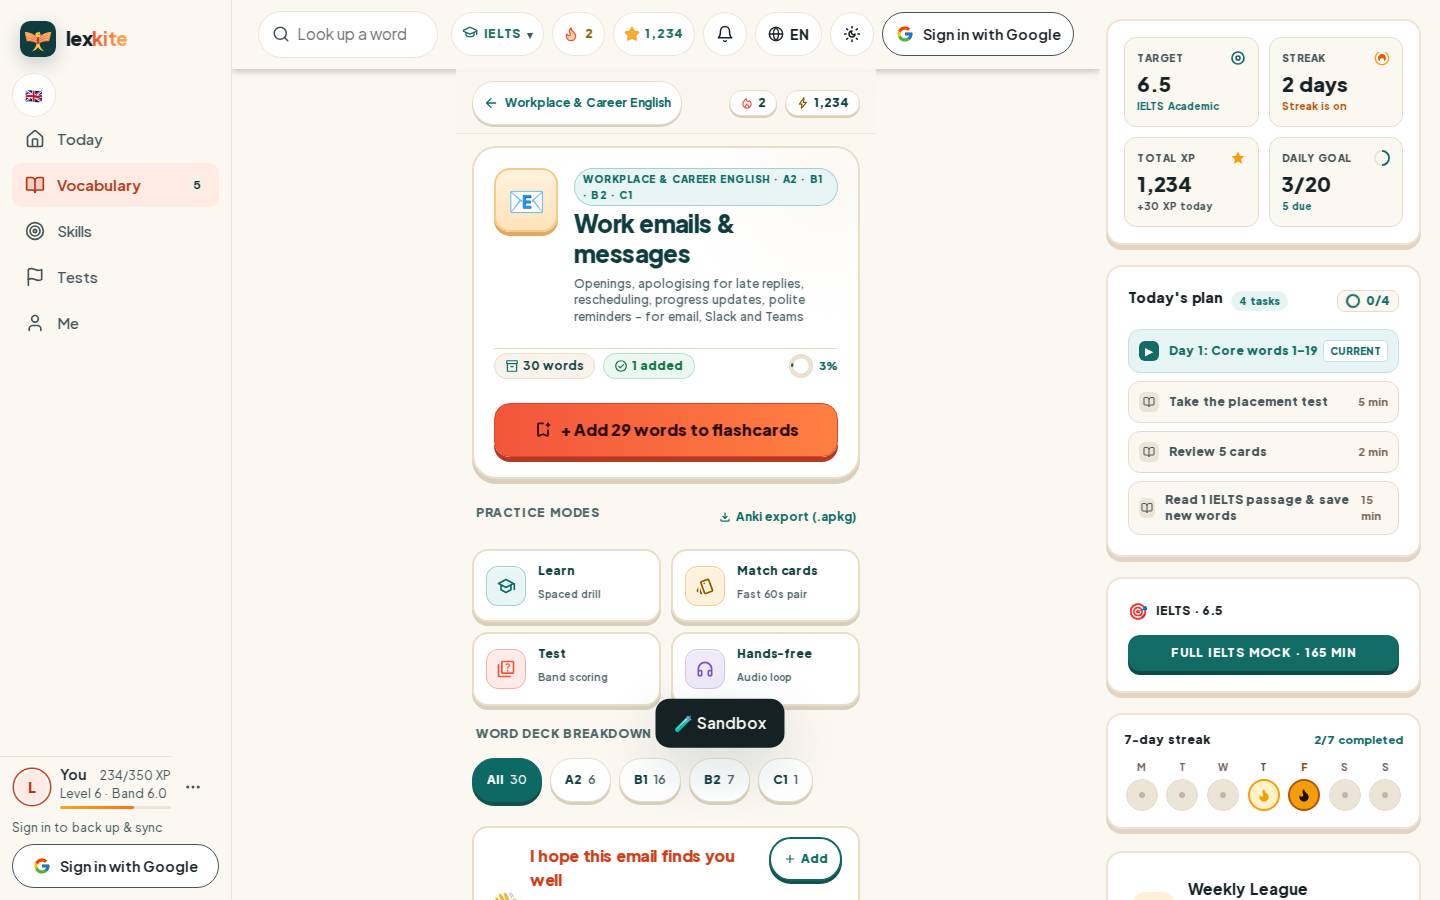 lexkite
Today
Vocabulary 5
Skills
Tests
Me
L
You 234/350 XP
Level 6 · Band 6.0
Sign in to back up & sync
Sign in with Google
Look up a word
IELTS
2
1,234
EN
Sign in with Google
Workplace & Career English
2
1,234
WORKPLACE & CAREER ENGLISH · A2 · B1
· B2 · C1
Work emails &
messages
Openings, apologising for late replies,
rescheduling, progress updates, polite
reminders – for email, Slack and Teams
30 words
1 added
3%
+ Add 29 words to flashcards
PRACTICE MODES
Anki export (.apkg)
Learn
Spaced drill
Match cards
Fast 60s pair
Test
Band scoring
Hands-free
Audio loop
🧪 Sandbox
WORD DECK BREAKDOWN
All 30
A2 6
B1 16
B2 7
C1 1
I hope this email finds you
well
+ Add
TARGET
6.5
IELTS Academic
STREAK
2 days
Streak is on
TOTAL XP
1,234
+30 XP today
DAILY GOAL
3/20
5 due
Today's plan
4 tasks
0/4
Day 1: Core words 1–19
CURRENT
Take the placement test
5 min
Review 5 cards
2 min
Read 1 IELTS passage & save
new words
15
min
IELTS · 6.5
FULL IELTS MOCK · 165 MIN
7-day streak
2/7 completed
M T W T F S S
Weekly League